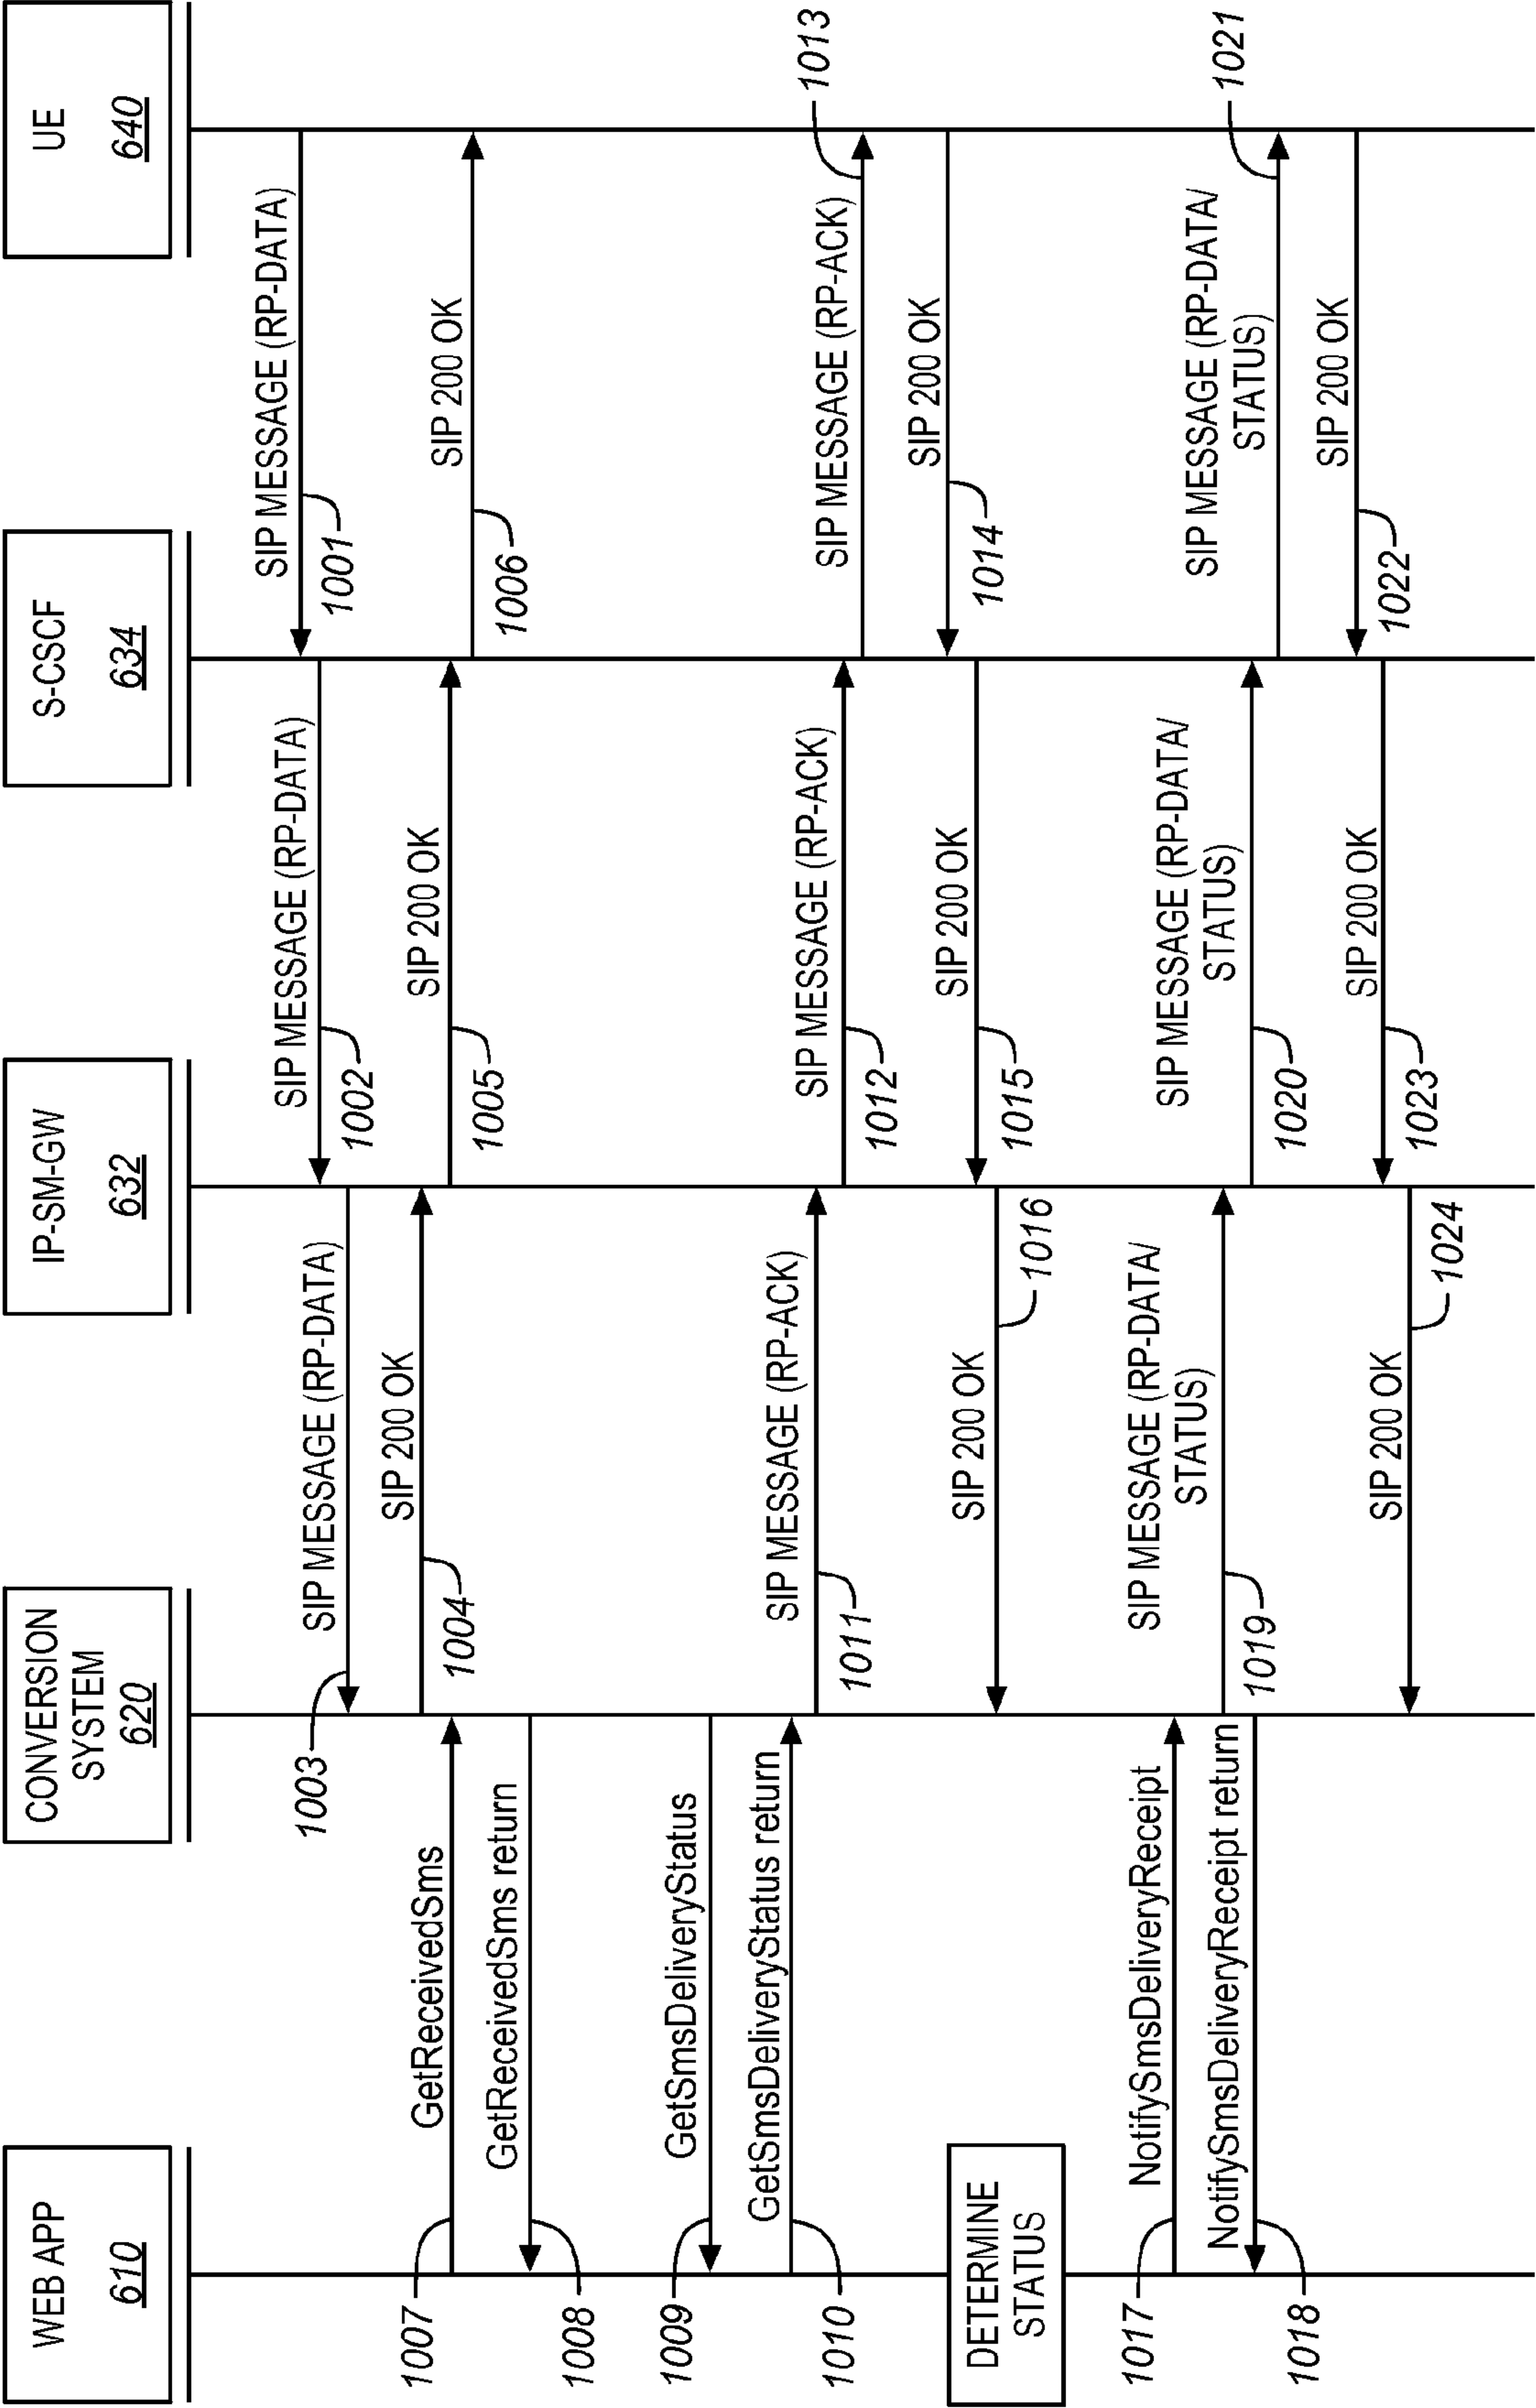 WEB APP
610
CONVERSION
SYSTEM
620
IP-SM-GW
632
S-CSCF
634
UE
640
SIP MESSAGE (RP-DATA)
1001
SIP MESSAGE (RP-DATA)
1002
SIP MESSAGE (RP-DATA)
1003
SIP 200 OK
1004
SIP 200 OK
1005
SIP 200 OK
1006
GetReceivedSms
1007
GetReceivedSms return
1008
GetSmsDeliveryStatus
1009
GetSmsDeliveryStatus return
1010
SIP MESSAGE (RP-ACK)
1011
SIP MESSAGE (RP-ACK)
1012
SIP MESSAGE (RP-ACK)
1013
SIP 200 OK
1014
SIP 200 OK
1015
SIP 200 OK
1016
DETERMINE
STATUS
NotifySmsDeliveryReceipt
1017
NotifySmsDeliveryReceipt return
1018
SIP MESSAGE (RP-DATA/
STATUS)
1019
SIP MESSAGE (RP-DATA/
STATUS)
1020
SIP MESSAGE (RP-DATA/
STATUS)
1021
SIP 200 OK
1022
SIP 200 OK
1023
SIP 200 OK
1024